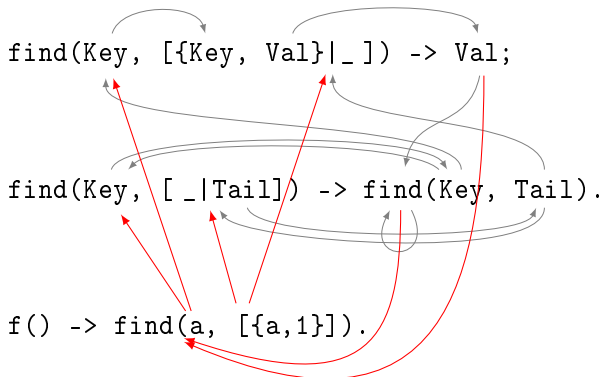 find(Key, [{Key, Val}|_]) -> Val;
find(Key, [_|Tail]) -> find(Key, Tail).
f() -> find(a, [{a,1}]).